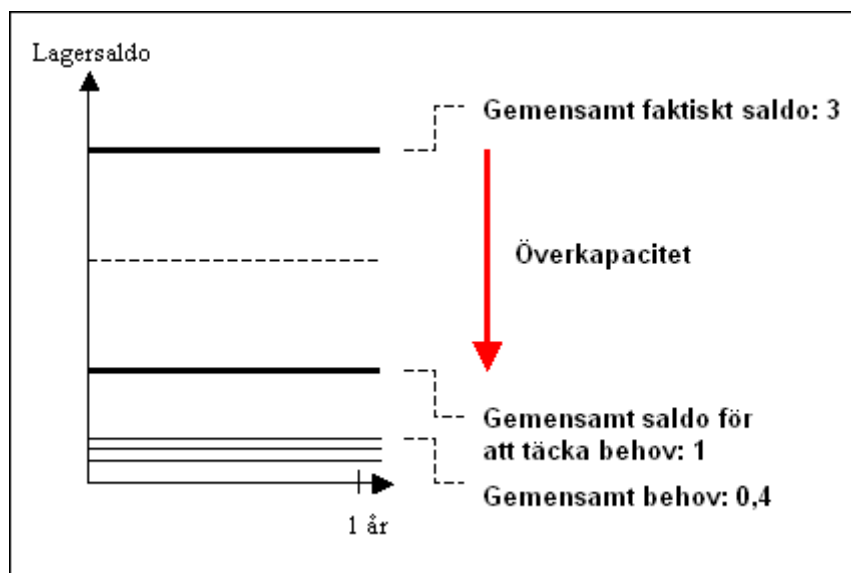 Lagersaldo
Gemensamt faktiskt saldo: 3
Överkapacitet
Gemensamt saldo för
att täcka behov: 1
Gemensamt behov: 0,4
1 år